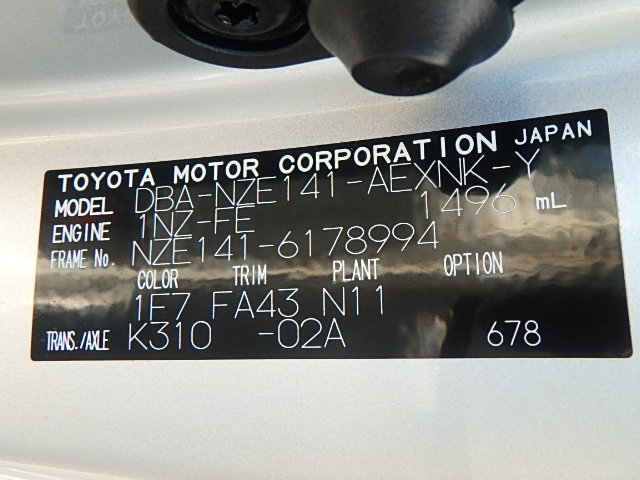 TOYOTA MOTOR CORPORATION JAPAN
MODEL DBA-NZE141-AEXNK-Y
ENGINE 1NZ-FE 1496 mL
FRAME No. NZE141-6178994
COLOR TRIM PLANT OPTION
1E7 FA43 N11
TRANS./AXLE K310 -02A 678